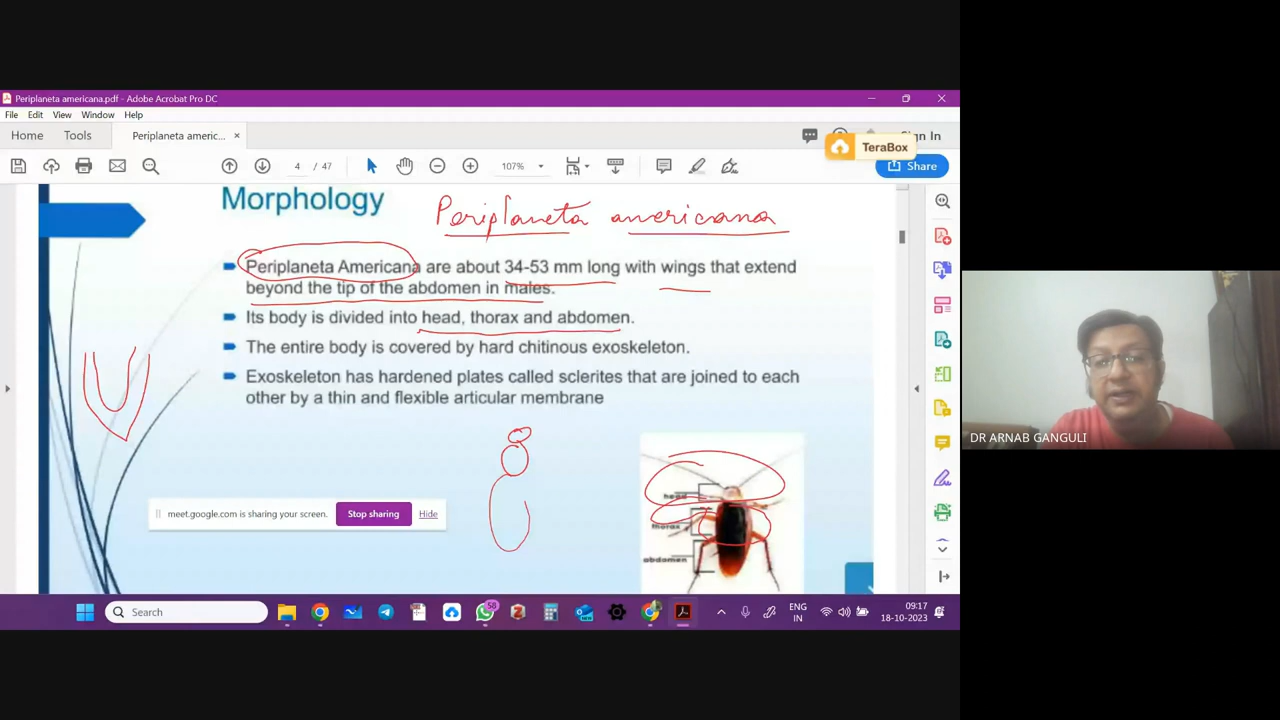 Periplaneta americana.pdf - Adobe Acrobat Pro DC
File Edit View Window Help
Home Tools Periplaneta americ... × Sign In
TeraBox
4 / 47 107% Share
Morphology
Periplaneta americana
Periplaneta Americana are about 34-53 mm long with wings that extend
beyond the tip of the abdomen in males.
Its body is divided into head, thorax and abdomen.
The entire body is covered by hard chitinous exoskeleton.
Exoskeleton has hardened plates called sclerites that are joined to each
other by a thin and flexible articular membrane
DR ARNAB GANGULI
head
thorax
abdomen
meet.google.com is sharing your screen. Stop sharing Hide
Search 58 ENG 09:17
IN 18-10-2023